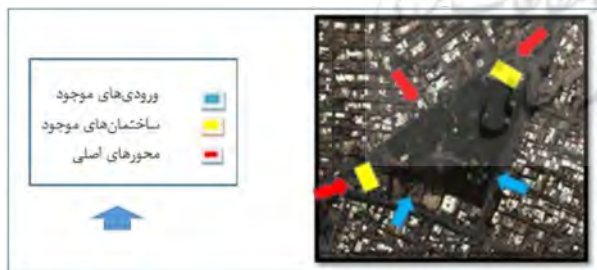 ورودی‌های موجود
ساختمان‌های موجود
محورهای اصلی